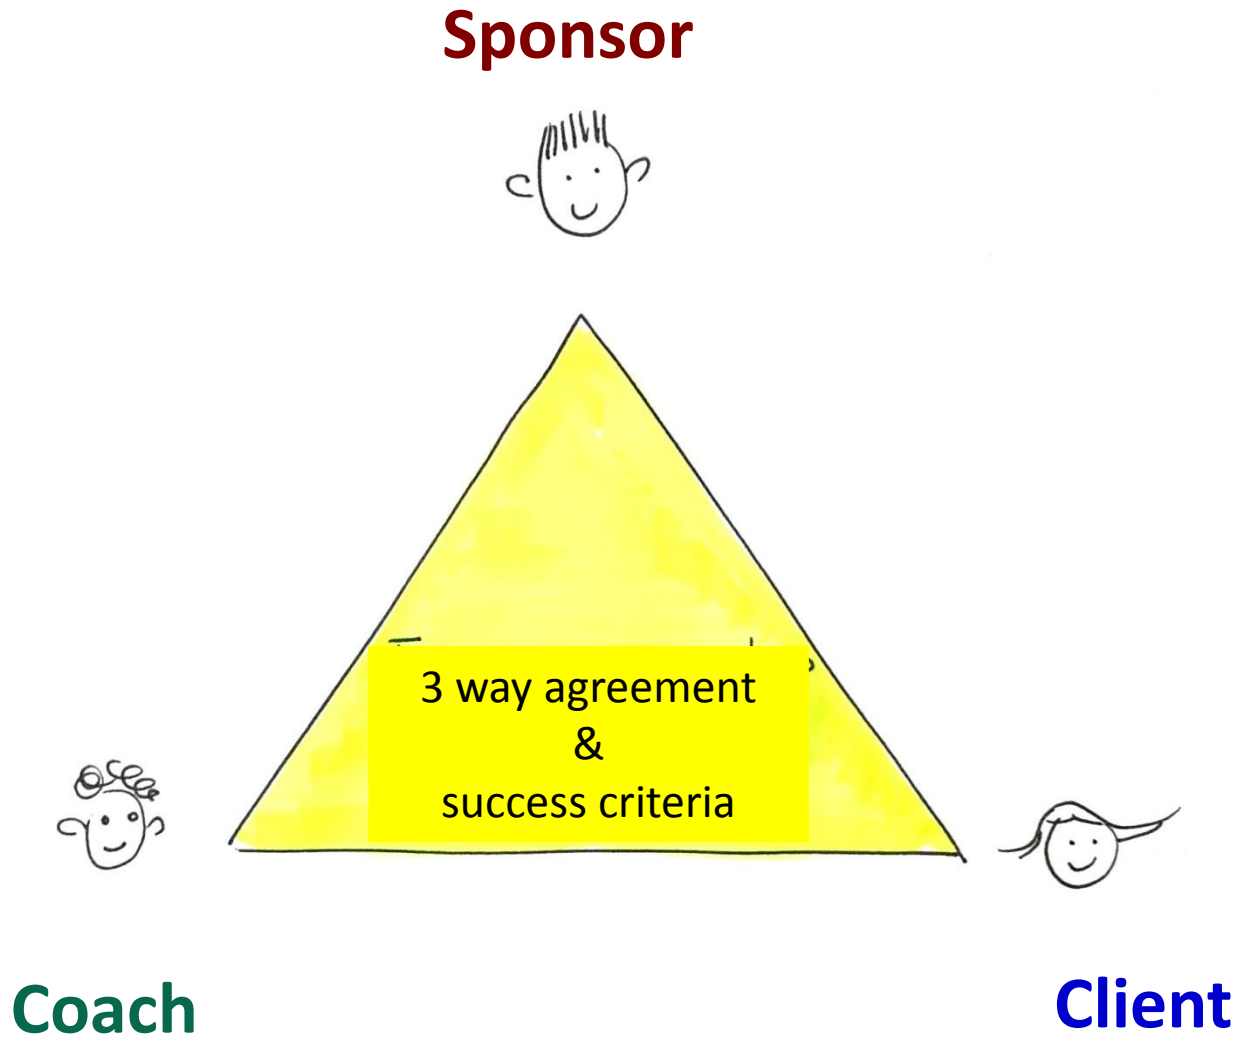 Sponsor
3 way agreement
&
success criteria
Coach
Client